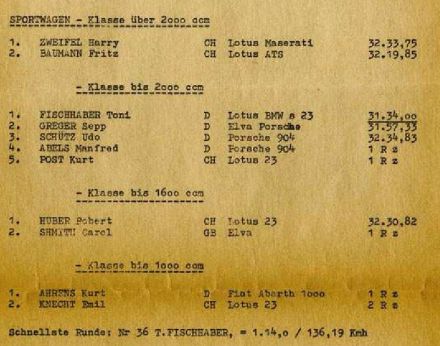 SPORTWAGEN - Klasse über 2000 ccm
1. ZWEIFEL Harry CH Lotus Maserati 32.33,75
2. BAUMANN Fritz CH Lotus ATS 32.19,85
- Klasse bis 2000 ccm
1. FISCHHABER Toni D Lotus BMW s 23 31.34,00
2. GREGER Sepp D Elva Porsche 31.57,33
3. SCHÜTZ Udo D Porsche 904 32.34,83
4. ABELS Manfred D Porsche 904 1 R z
5. POST Kurt CH Lotus 23 1 R z
- Klasse bis 1600 ccm
1. HUBER Robert CH Lotus 23 32.30,82
2. SHMITH Carol GB Elva 1 R z
- Klasse bis 1000 ccm
1. AHRENS Kurt D Fiat Abarth 1000 1 R z
2. KNECHT Emil CH Lotus 23 2 R z
Schnellste Runde: Nr 36 T.FISCHHABER, = 1.14,0 / 136,19 Kmh